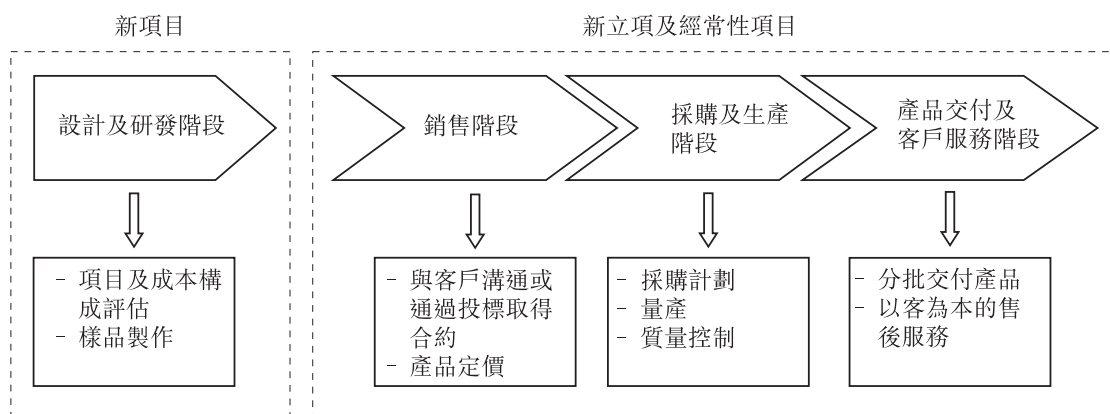 新項目
新立項及經常性項目
設計及研發階段
銷售階段
採購及生產
階段
產品交付及
客戶服務階段
– 項目及成本構
成評估
– 樣品製作
– 與客戶溝通或
通過投標取得
合約
– 產品定價
– 採購計劃
– 量產
– 質量控制
– 分批交付產品
– 以客為本的售
後服務